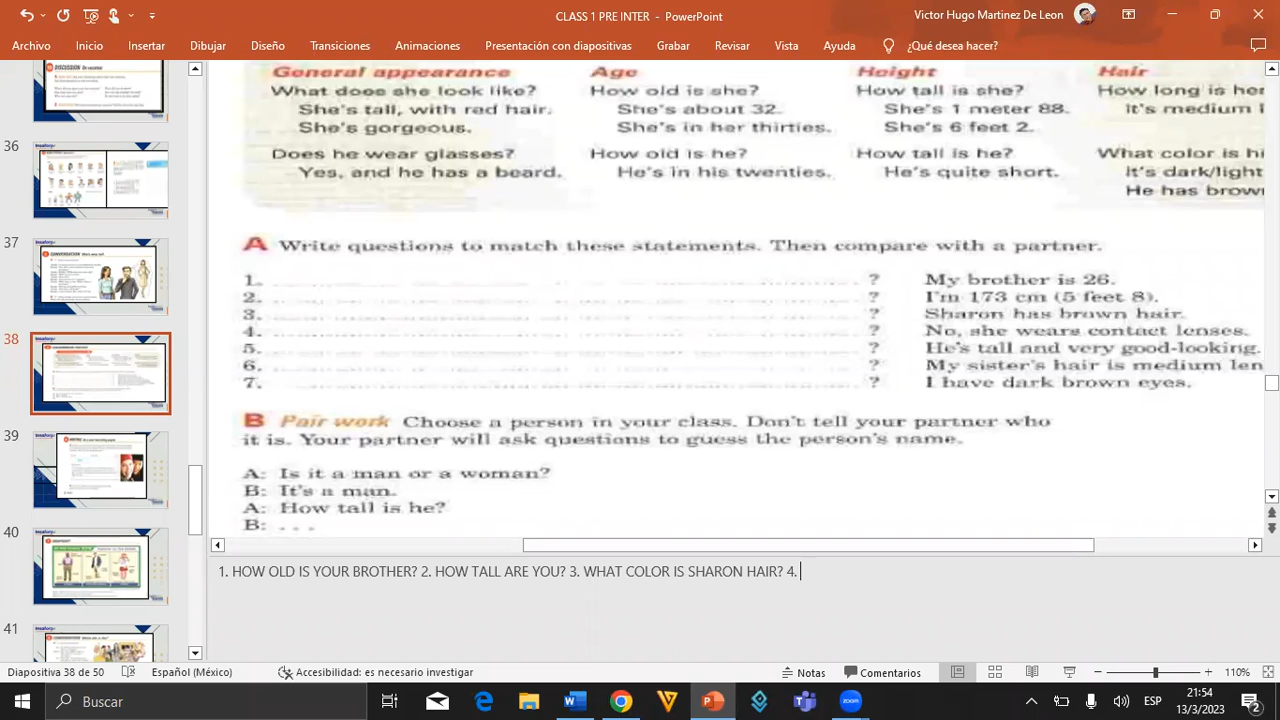 CLASS 1 PRE INTER - PowerPoint
Victor Hugo Martinez De Leon
Archivo Inicio Insertar Dibujar Diseño Transiciones Animaciones Presentación con diapositivas Grabar Revisar Vista Ayuda ¿Qué desea hacer?
36
37
38
39
40
41
General appearan
What does she look like?
She's tall, with red hair.
She's gorgeous.
Does he wear glasses?
Yes, and he has a beard.
Age
How old is she?
She's about 32.
She's in her thirties.
How old is he?
He's in his twenties.
Height
How tall is she?
She's 1 meter 88.
She's 6 feet 2.
How tall is he?
He's quite short.
Hair
How long is her
It's medium l
What color is hi
It's dark/light
He has brow
A Write questions to match these statements. Then compare with a partner.
1. ? My brother is 26.
2. ? I'm 173 cm (5 feet 8).
3. ? Sharon has brown hair.
4. ? No, she wears contact lenses.
5. ? He's tall and very good-looking.
6. ? My sister's hair is medium len
7. ? I have dark brown eyes.
B Pair work Choose a person in your class. Don't tell your partner who
it is. Your partner will ask questions to guess the person's name.
A: Is it a man or a woman?
B: It's a man.
A: How tall is he?
B: . . .
1. HOW OLD IS YOUR BROTHER? 2. HOW TALL ARE YOU? 3. WHAT COLOR IS SHARON HAIR? 4.
Diapositiva 38 de 50 Español (México) Accesibilidad: es necesario investigar Notas Comentarios 110%
Buscar
ESP
21:54
13/3/2023
2